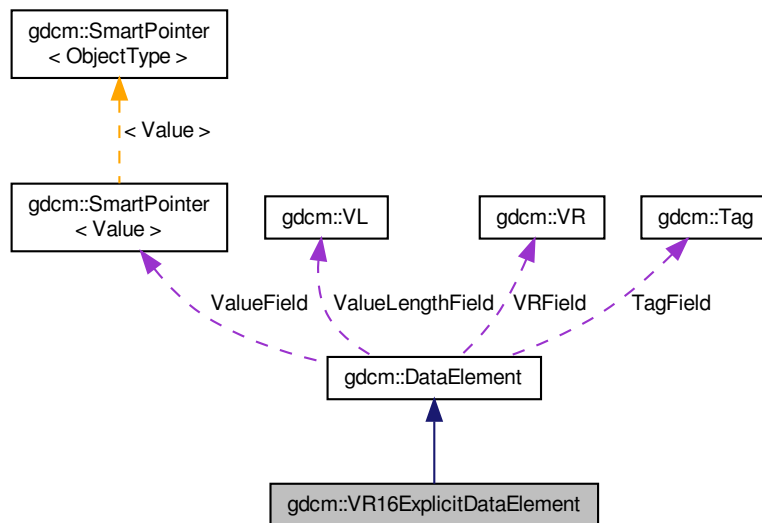 gdcm::SmartPointer
< ObjectType >
< Value >
gdcm::SmartPointer
< Value >
gdcm::VL
gdcm::VR
gdcm::Tag
ValueField
ValueLengthField
VRField
TagField
gdcm::DataElement
gdcm::VR16ExplicitDataElement